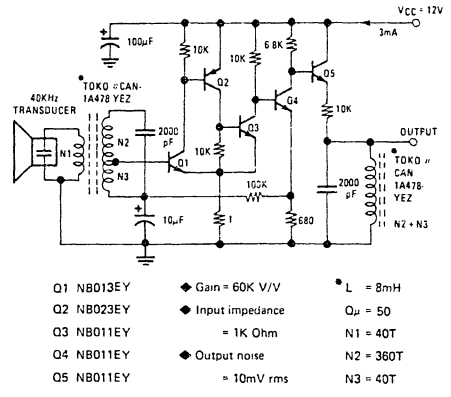 VCC = 12V
3mA
100µF
10K
Q2
10K
6 8K
Q5
40KHz
TRANSDUCER
*TOKO # CAN-
1A478 YEZ
N1
N2
N3
2000
pF
Q1
10K
Q3
Q4
10K
OUTPUT
*TOKO #
CAN
1A478-
YEZ
N2 + N3
2000
pF
100K
10µF
1
680
Q1 NB013EY
Q2 NB023EY
Q3 NB011EY
Q4 NB011EY
Q5 NB011EY
◆ Gain = 60K V/V
◆ Input impedance
= 1K Ohm
◆ Output noise
= 10mV rms
* L = 8mH
Qµ = 50
N1 = 40T
N2 = 360T
N3 = 40T